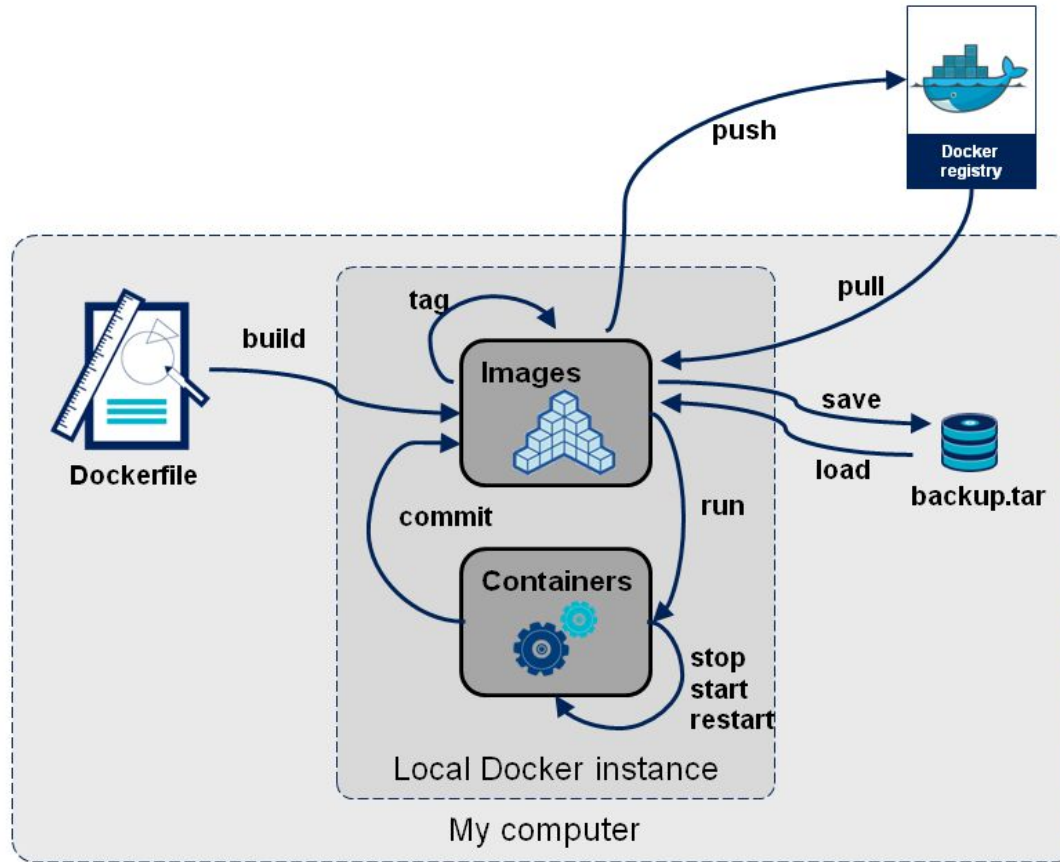 push
Docker
registry
tag
pull
build
Images
save
Dockerfile
load
backup.tar
commit
run
Containers
stop
start
restart
Local Docker instance
My computer